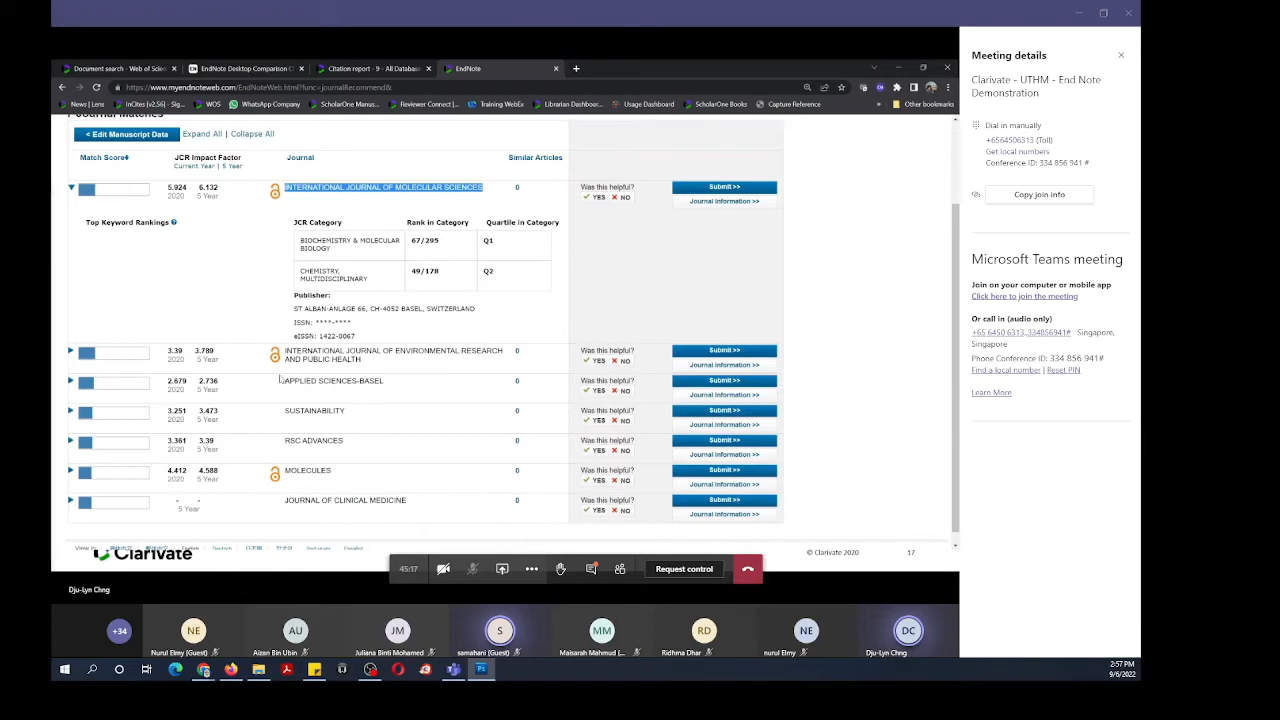 Document search - Web of Scien
EndNote Desktop Comparison C
Citation report - 9 - All Database
EndNote
https://www.myendnoteweb.com/EndNoteWeb.html?func=journalRecommend&
News | Lens
InCites [v2.56] - Sig...
WOS
WhatsApp Company
ScholarOne Manus...
Reviewer Connect |...
Training WebEx
Librarian Dashboar...
Usage Dashboard
ScholarOne Books
Capture Reference
»
Other bookmarks
7 Journal Matches
< Edit Manuscript Data Expand All | Collapse All
Match Score JCR Impact Factor Journal Similar Articles
Current Year | 5 Year
5.924 6.132 INTERNATIONAL JOURNAL OF MOLECULAR SCIENCES 0 Was this helpful? Submit >>
2020 5 Year YES NO Journal Information >>
Top Keyword Rankings JCR Category Rank in Category Quartile in Category
BIOCHEMISTRY & MOLECULAR BIOLOGY 67/295 Q1
CHEMISTRY, MULTIDISCIPLINARY 49/178 Q2
Publisher:
ST ALBAN-ANLAGE 66, CH-4052 BASEL, SWITZERLAND
ISSN: ****-****
eISSN: 1422-0067
3.39 3.789 INTERNATIONAL JOURNAL OF ENVIRONMENTAL RESEARCH 0 Was this helpful? Submit >>
2020 5 Year AND PUBLIC HEALTH YES NO Journal Information >>
2.679 2.736 APPLIED SCIENCES-BASEL 0 Was this helpful? Submit >>
2020 5 Year YES NO Journal Information >>
3.251 3.473 SUSTAINABILITY 0 Was this helpful? Submit >>
2020 5 Year YES NO Journal Information >>
3.361 3.39 RSC ADVANCES 0 Was this helpful? Submit >>
2020 5 Year YES NO Journal Information >>
4.412 4.588 MOLECULES 0 Was this helpful? Submit >>
2020 5 Year YES NO Journal Information >>
- - JOURNAL OF CLINICAL MEDICINE 0 Was this helpful? Submit >>
5 Year YES NO Journal Information >>
Clarivate
© Clarivate 2020 17
45:17 Request control
Dju-Lyn Chng
+34 NE AU JM S MM RD NE DC
Nurul Elmy (Guest) Aizan Bin Ubin Juliana Binti Mohamed samahani (Guest) Maisarah Mahmud (... Ridhma Dhar nurul Elmy Dju-Lyn Chng
Meeting details
Clarivate - UTHM - End Note
Demonstration
Dial in manually
+6564506313 (Toll)
Get local numbers
Conference ID: 334 856 941 #
Copy join info
Microsoft Teams meeting
Join on your computer or mobile app
Click here to join the meeting
Or call in (audio only)
+65 6450 6313,,334856941# Singapore,
Singapore
Phone Conference ID: 334 856 941#
Find a local number | Reset PIN
Learn More
2:57 PM
9/6/2022